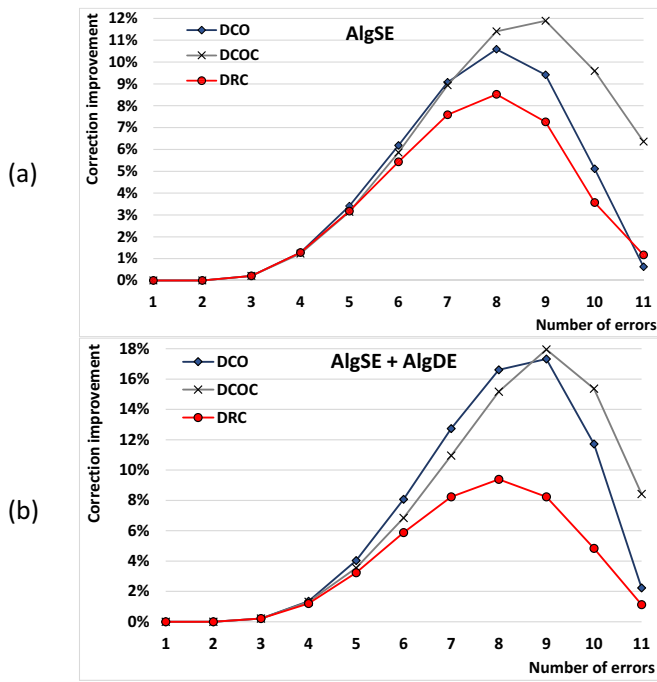 (a)
AlgSE
Correction improvement
12%
11%
10%
9%
8%
7%
6%
5%
4%
3%
2%
1%
0%
DCO
DCOC
DRC
1 2 3 4 5 6 7 8 9 10 11
Number of errors
(b)
AlgSE + AlgDE
Correction improvement
18%
16%
14%
12%
10%
8%
6%
4%
2%
0%
DCO
DCOC
DRC
1 2 3 4 5 6 7 8 9 10 11
Number of errors